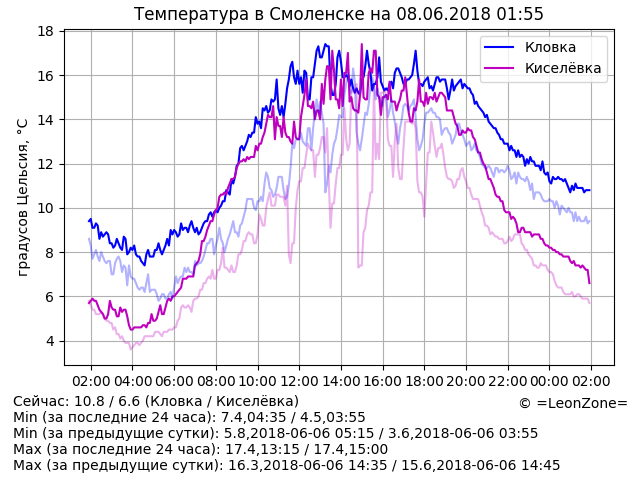 Температура в Смоленске на 08.06.2018 01:55
18
16
14
12
10
8
6
4
градусов Цельсия, °C
Кловка
Киселёвка
02:00 04:00 06:00 08:00 10:00 12:00 14:00 16:00 18:00 20:00 22:00 00:00 02:00
Сейчас: 10.8 / 6.6 (Кловка / Киселёвка)
© =LeonZone=
Min (за последние 24 часа): 7.4,04:35 / 4.5,03:55
Min (за предыдущие сутки): 5.8,2018-06-06 05:15 / 3.6,2018-06-06 03:55
Max (за последние 24 часа): 17.4,13:15 / 17.4,15:00
Max (за предыдущие сутки): 16.3,2018-06-06 14:35 / 15.6,2018-06-06 14:45